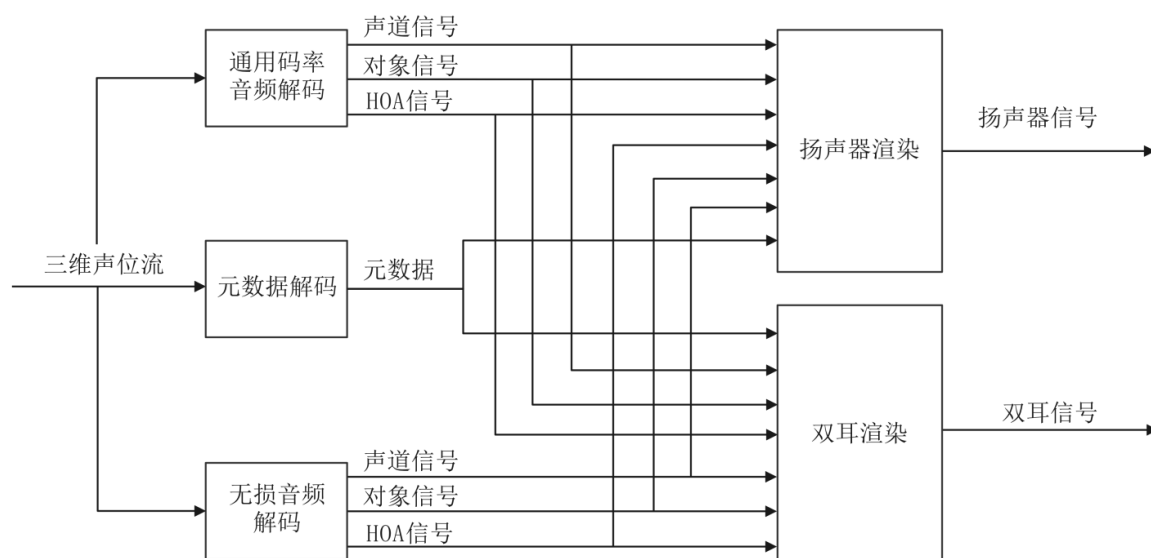 声道信号
通用码率
音频解码
对象信号
HOA信号
扬声器渲染
扬声器信号
三维声位流
元数据解码
元数据
双耳渲染
双耳信号
声道信号
无损音频
解码
对象信号
HOA信号